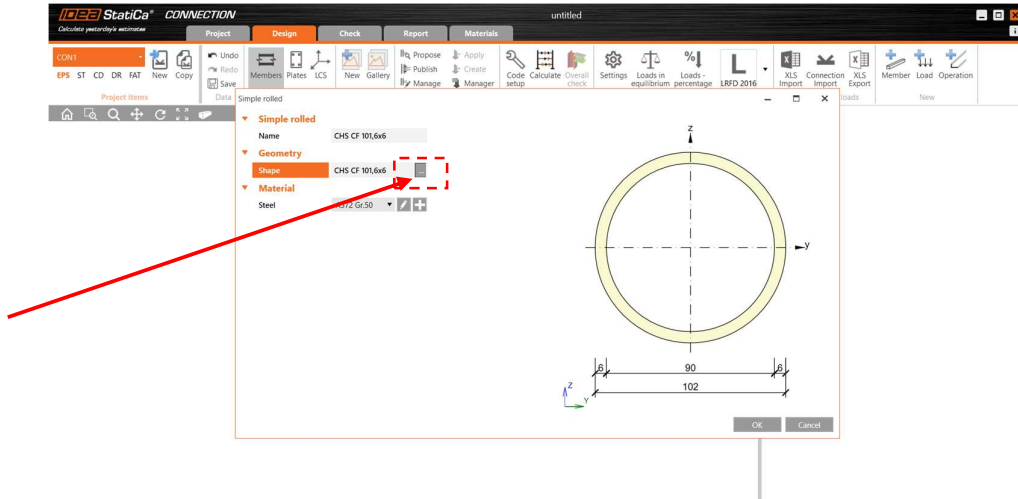 IDEA StatiCa® CONNECTION
untitled
Calculate yesterday's estimates
Project
Design
Check
Report
Materials
i
CON1
EPS ST CD DR FAT
New
Copy
Project items
Undo
Redo
Save
Data
Members
Plates
LCS
New
Gallery
Propose
Publish
Manage
Apply
Create
Manager
Code setup
Calculate
Overall check
Settings
Loads in equilibrium
Loads - percentage
L
LRFD 2016
XLS Import
Connection Import
XLS Export
loads
Member
Load
Operation
New
Simple rolled
Simple rolled
Name CHS CF 101,6x6
Geometry
Shape CHS CF 101,6x6 ...
Material
Steel A572 Gr.50
z
y
6 90 6
102
Z
Y
OK Cancel